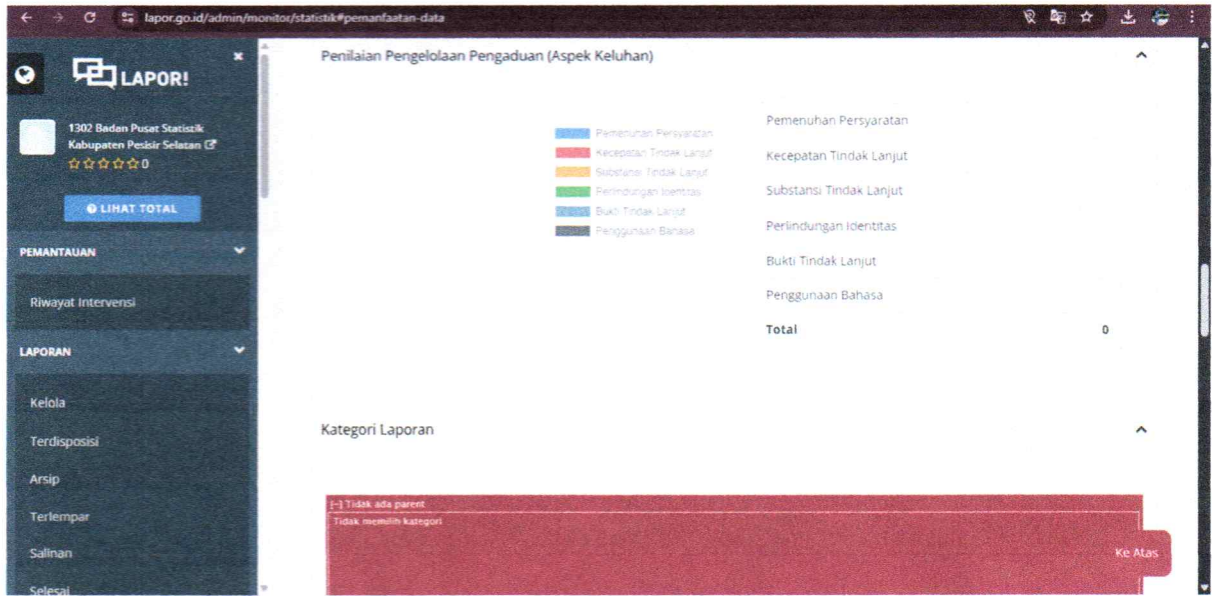 lapor.go.id/admin/monitor/statistik#pemanfaatan-data
LAPOR!
1302 Badan Pusat Statistik
Kabupaten Pesisir Selatan
0
LIHAT TOTAL
PEMANTAUAN
Riwayat Intervensi
LAPORAN
Kelola
Terdisposisi
Arsip
Terlempar
Salinan
Selesai
Penilaian Pengelolaan Pengaduan (Aspek Keluhan)
Pemenuhan Persyaratan
Kecepatan Tindak Lanjut
Substansi Tindak Lanjut
Perlindungan Identitas
Bukti Tindak Lanjut
Penggunaan Bahasa
Pemenuhan Persyaratan
Kecepatan Tindak Lanjut
Substansi Tindak Lanjut
Perlindungan Identitas
Bukti Tindak Lanjut
Penggunaan Bahasa
Total 0
Kategori Laporan
[-] Tidak ada parent
Tidak memilih kategori
Ke Atas